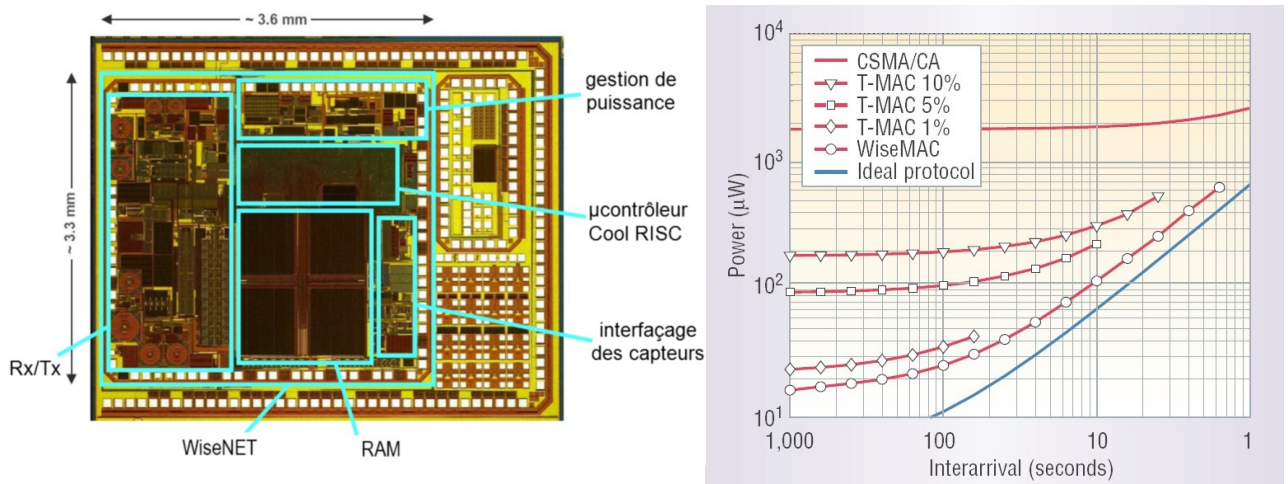 ~ 3.6 mm
~ 3.3 mm
gestion de
puissance
µcontrôleur
Cool RISC
interfaçage
des capteurs
Rx/Tx
WiseNET
RAM
10⁴
10³
10²
10¹
Power (µW)
CSMA/CA
T-MAC 10%
T-MAC 5%
T-MAC 1%
WiseMAC
Ideal protocol
1,000
100
10
1
Interarrival (seconds)